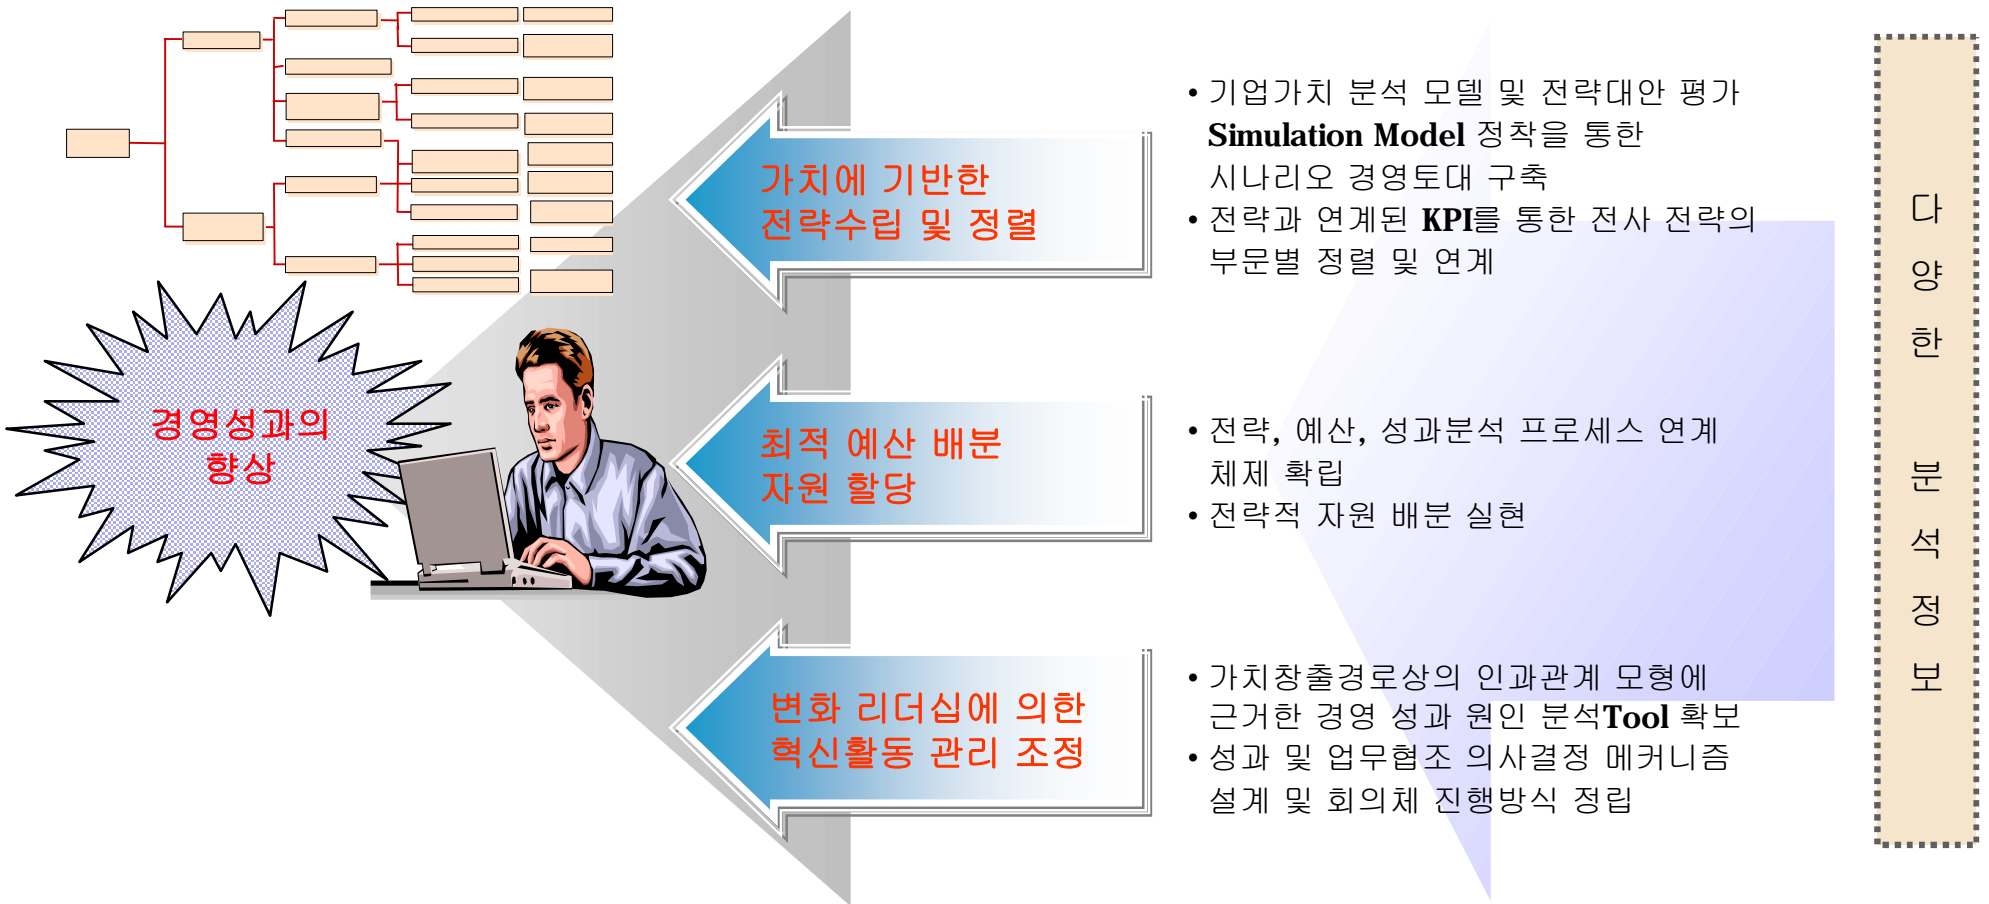 경영성과의
향상
가치에 기반한
전략수립 및 정렬
• 기업가치 분석 모델 및 전략대안 평가
Simulation Model 정착을 통한
시나리오 경영토대 구축
• 전략과 연계된 KPI를 통한 전사 전략의
부문별 정렬 및 연계
최적 예산 배분
자원 할당
• 전략, 예산, 성과분석 프로세스 연계
체제 확립
• 전략적 자원 배분 실현
변화 리더십에 의한
혁신활동 관리 조정
• 가치창출경로상의 인과관계 모형에
근거한 경영 성과 원인 분석Tool 확보
• 성과 및 업무협조 의사결정 메커니즘
설계 및 회의체 진행방식 정립
다양한 분석정보